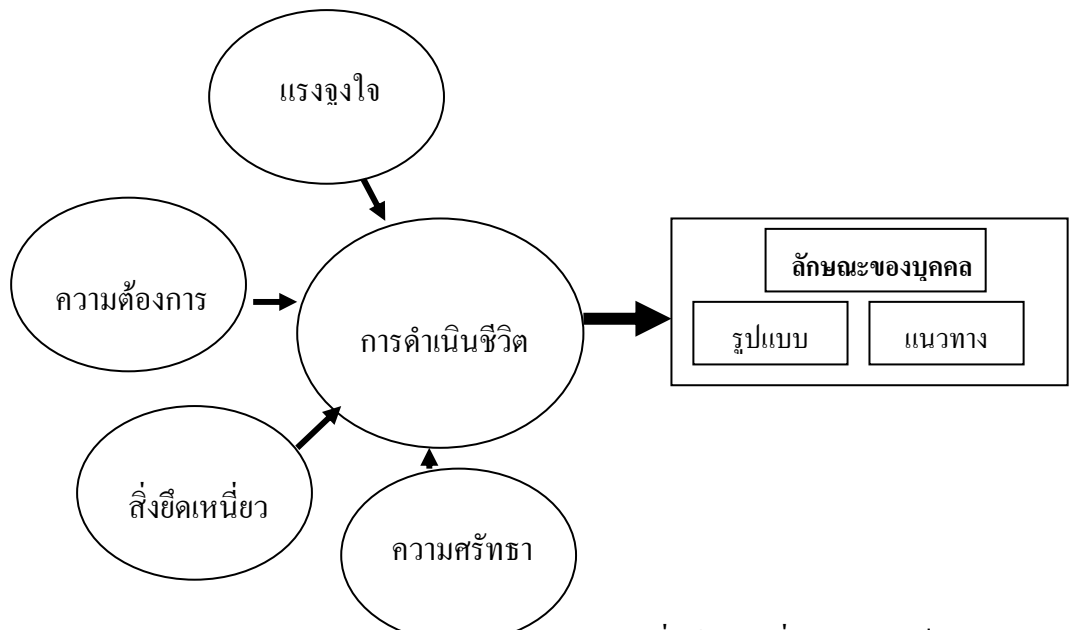 แรงจูงใจ
ความต้องการ
การดำเนินชีวิต
สิ่งยึดเหนี่ยว
ความศรัทธา
ลักษณะของบุคคล
รูปแบบ
แนวทาง